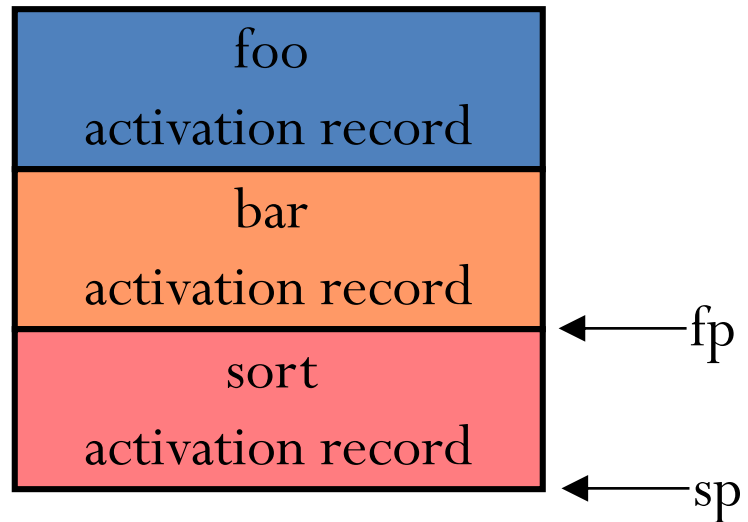 foo
activation record
bar
activation record
fp
sort
activation record
sp